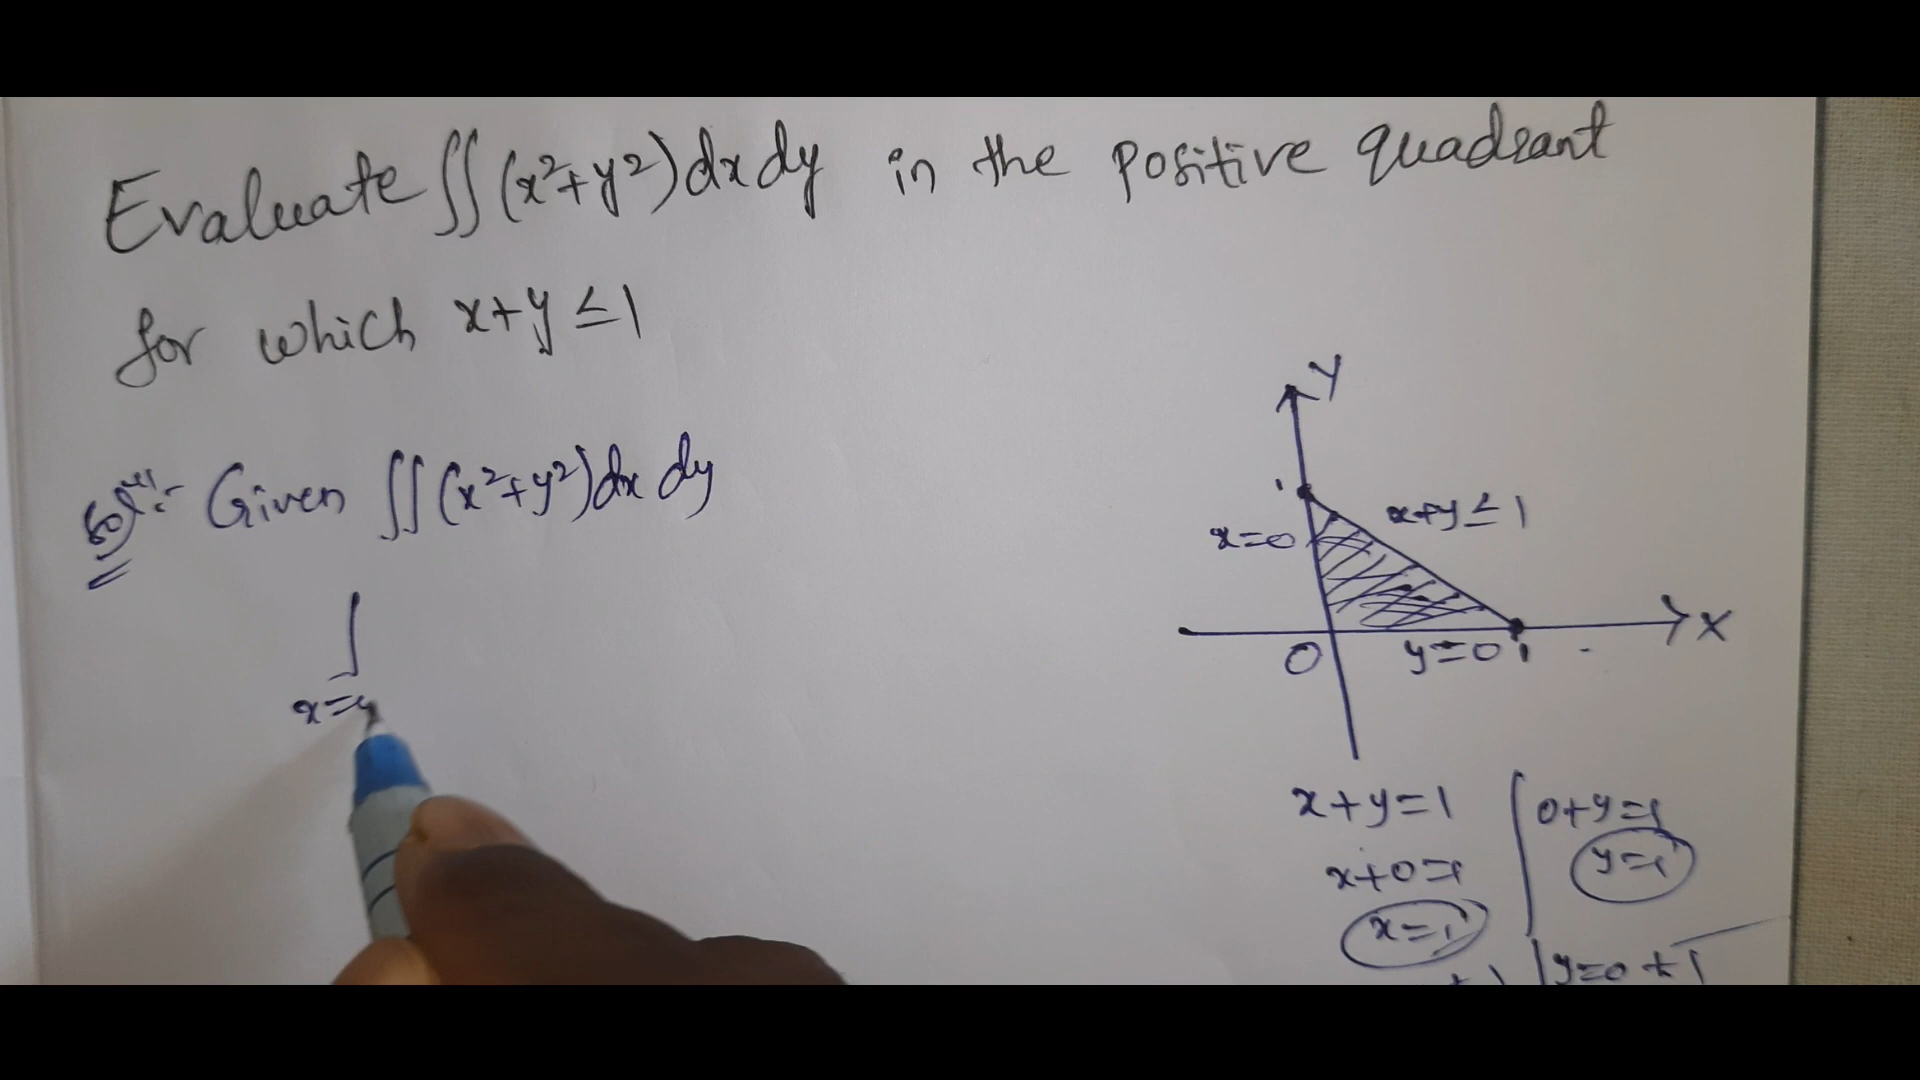 Evaluate ∬(x²+y²)dxdy in the positive quadrant
for which x+y ≤ 1
Given ∬(x²+y²)dx dy
∫
x=
Y
1
x=0
x+y ≤ 1
X
O
y=0
1
x+y=1
x+0=1
x=1
0+y=1
y=1
y=0 to 1